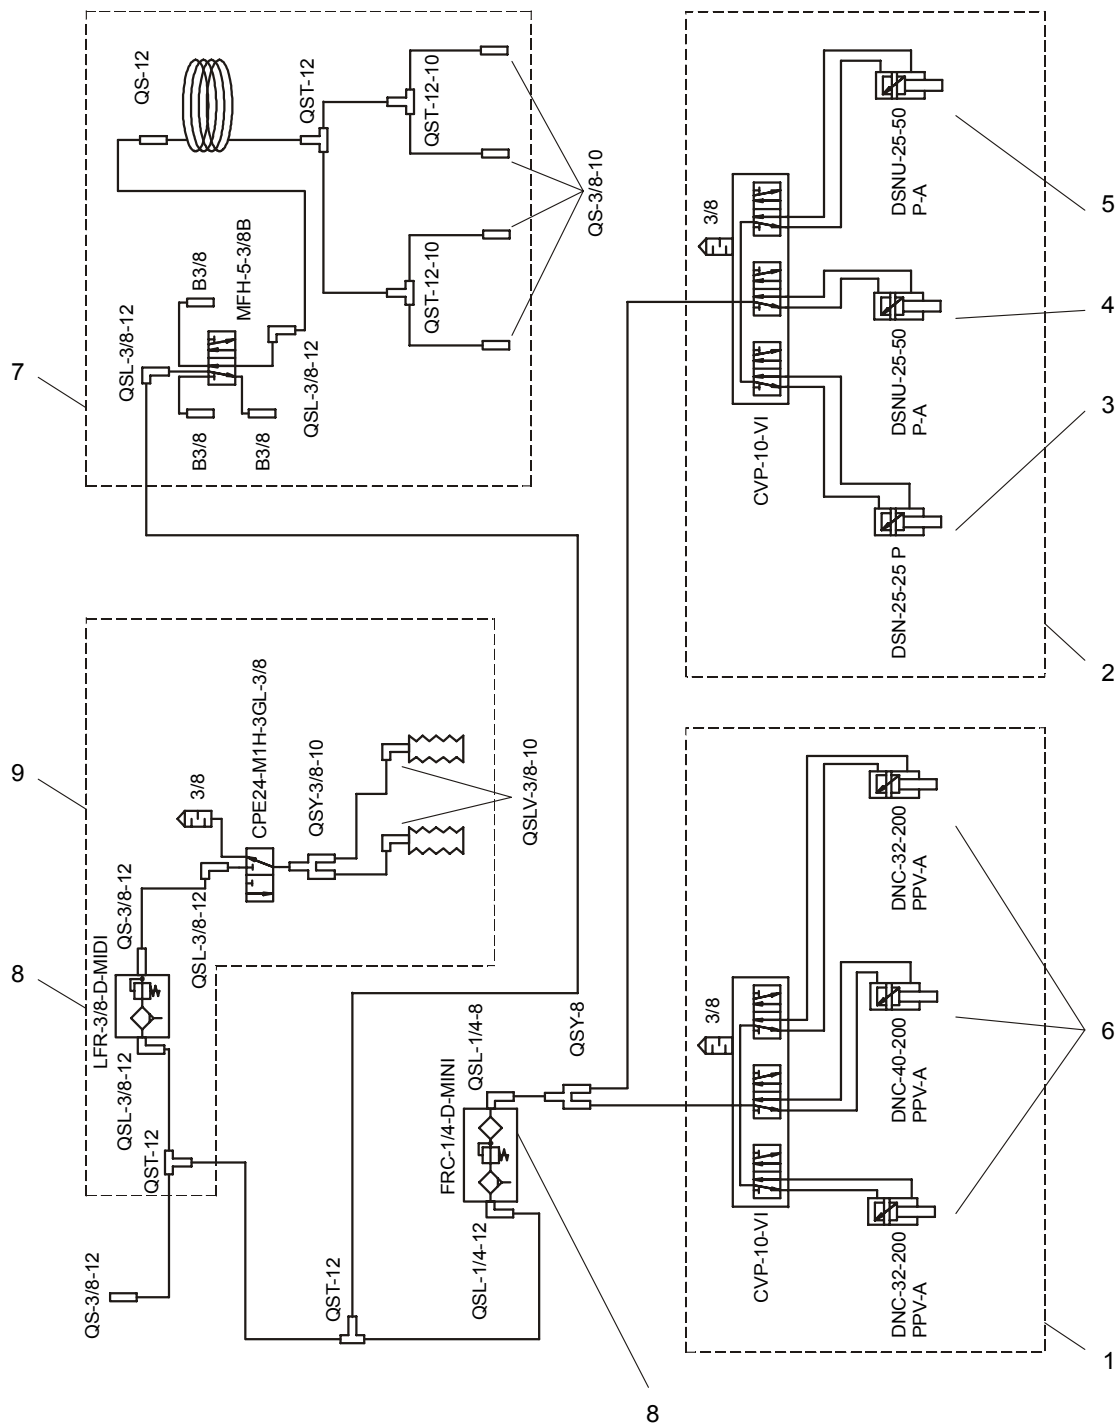 QS-12
QST-12
QST-12-10
QST-12-10
QS-3/8-10
B3/8
MFH-5-3/8B
QSL-3/8-12
QSL-3/8-12
B3/8
B3/8
7
3/8
CVP-10-VI
DSNU-25-50
P-A
DSNU-25-50
P-A
DSN-25-25 P
5
4
3
2
9
3/8
CPE24-M1H-3GL-3/8
QSY-3/8-10
QSLV-3/8-10
QS-3/8-12
QSL-3/8-12
LFR-3/8-D-MIDI
8
QSL-3/8-12
QST-12
QS-3/8-12
QST-12
FRC-1/4-D-MINI
QSL-1/4-8
QSY-8
QSL-1/4-12
8
3/8
CVP-10-VI
DNC-32-200
PPV-A
DNC-40-200
PPV-A
DNC-32-200
PPV-A
6
1